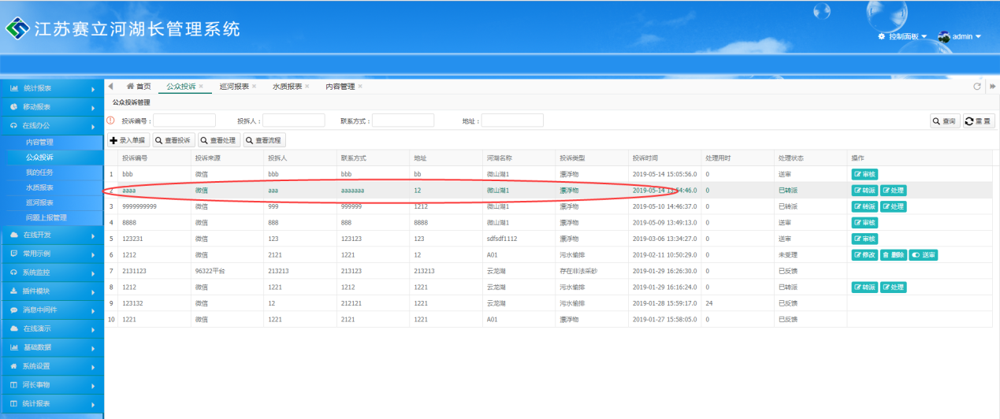 江苏赛立河湖长管理系统
控制面板 admin
统计报表
移动报表
在线办公
内容管理
公众投诉
我的任务
水质报表
巡河报表
问题上报管理
在线开发
常用示例
系统监控
插件模块
消息中间件
在线演示
基础数据
系统设置
河长事物
统计报表
首页 公众投诉 巡河报表 水质报表 内容管理
公众投诉管理
投诉编号： 投拆人： 联系方式： 地址： 查询 重置
录入单据 查看投诉 查看处理 查看流程
投诉编号 投诉来源 投拆人 联系方式 地址 河湖名称 投诉类型 投诉时间 处理用时 处理状态 操作
1 bbb 微信 bbb bbb bb 微山湖1 漂浮物 2019-05-14 15:05:56.0 0 送审 审核
2 aaaa 微信 aaa aaaaaaa 12 微山湖1 漂浮物 2019-05-14 13:54:46.0 0 已转派 转派 处理
3 9999999999 微信 999 999999 1212 微山湖1 漂浮物 2019-05-10 14:46:37.0 0 已转派 转派 处理
4 8888 微信 888 888 8888 微山湖1 漂浮物 2019-05-09 13:49:13.0 0 送审 审核
5 123231 微信 123 123123 123 sdfsdf1112 漂浮物 2019-03-06 13:34:27.0 0 送审 审核
6 1212 微信 2121 1221 12 A01 污水偷排 2019-02-11 10:50:29.0 0 未受理 修改 删除 送审
7 2131123 96322平台 213213 213123 213213 云龙湖 存在非法采砂 2019-01-29 16:26:30.0 0 已反馈
8 1212 微信 1221 1212 1221 云龙湖 污水偷排 2019-01-29 16:16:24.0 0 已转派 转派 处理
9 123132 微信 12 212121 1221 云龙湖 污水偷排 2019-01-28 15:59:17.0 24 已反馈
10 1221 微信 1221 2121 1221 A01 漂浮物 2019-01-27 15:58:05.0 0 已反馈